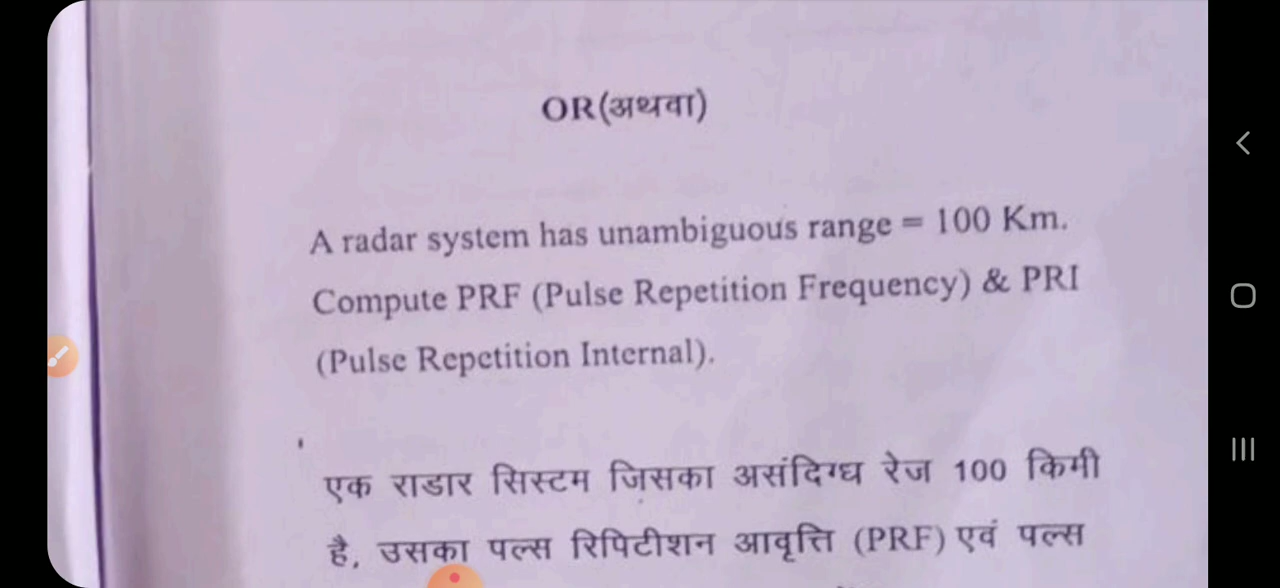 OR(अथवा)
A radar system has unambiguous range = 100 Km.
Compute PRF (Pulse Repetition Frequency) & PRI
(Pulse Repetition Internal).
एक राडार सिस्टम जिसका असंदिग्ध रेज 100 किमी
है, उसका पल्स रिपिटीशन आवृत्ति (PRF) एवं पल्स